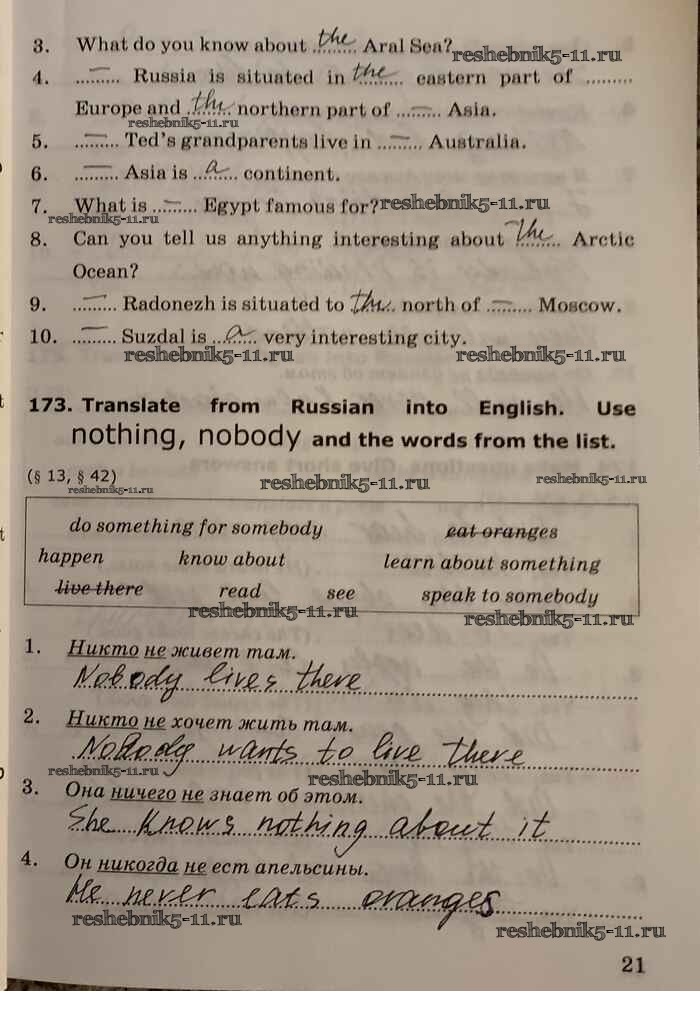 3. What do you know about the Aral Sea?
reshebnik5-11.ru
4. .......... Russia is situated in the eastern part of .........
Europe and the northern part of ......... Asia.
reshebnik5-11.ru
5. ......... Ted's grandparents live in ......... Australia.
6. ......... Asia is a continent.
7. What is ......... Egypt famous for? reshebnik5-11.ru
reshebnik5-11.ru
8. Can you tell us anything interesting about the Arctic
Ocean?
9. ......... Radonezh is situated to the north of ......... Moscow.
10. ......... Suzdal is a very interesting city.
reshebnik5-11.ru reshebnik5-11.ru
173. Translate from Russian into English. Use
nothing, nobody and the words from the list.
(§ 13, § 42)
reshebnik5-11.ru reshebnik5-11.ru reshebnik5-11.ru
do something for somebody eat oranges
happen know about learn about something
live there read see speak to somebody
reshebnik5-11.ru reshebnik5-11.ru
1. Никто не живет там.
Nobody lives there
2. Никто не хочет жить там.
Nobody wants to live there
reshebnik5-11.ru reshebnik5-11.ru
3. Она ничего не знает об этом.
She knows nothing about it
4. Он никогда не ест апельсины.
He never eats oranges
reshebnik5-11.ru reshebnik5-11.ru
21